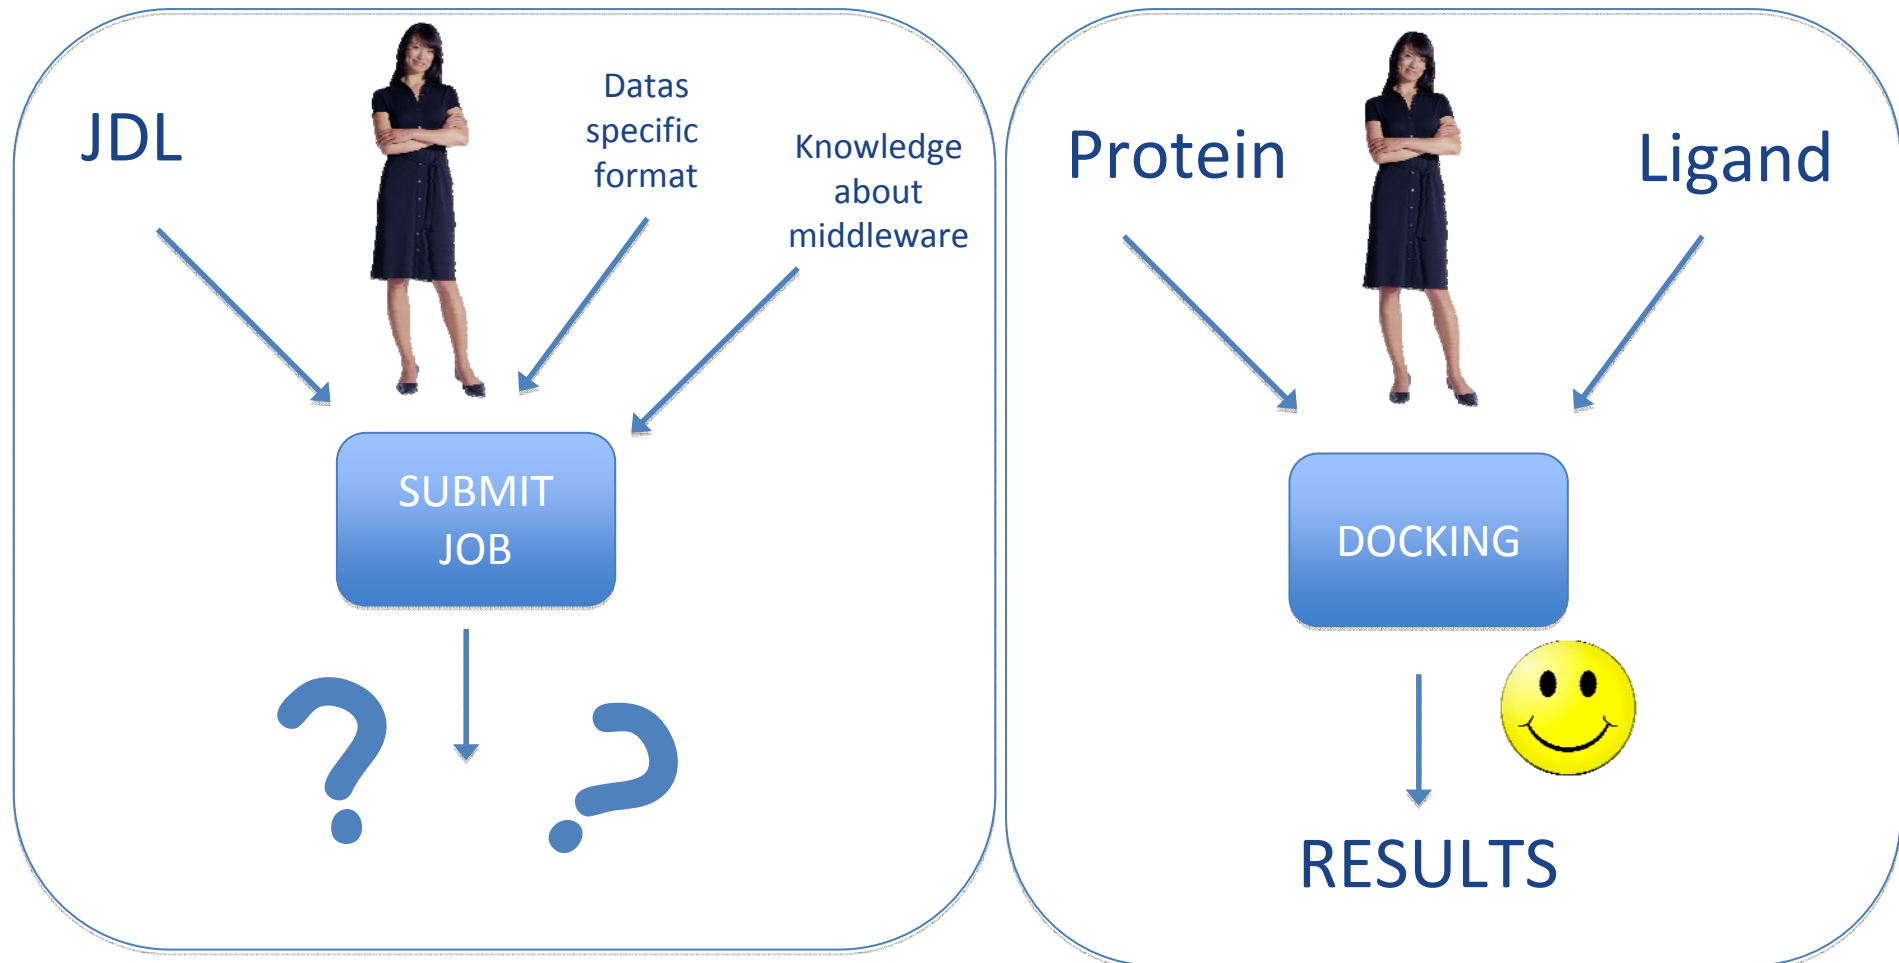 JDL
Datas
specific
format
Knowledge
about
middleware
SUBMIT
JOB
? ?
Protein
Ligand
DOCKING
RESULTS